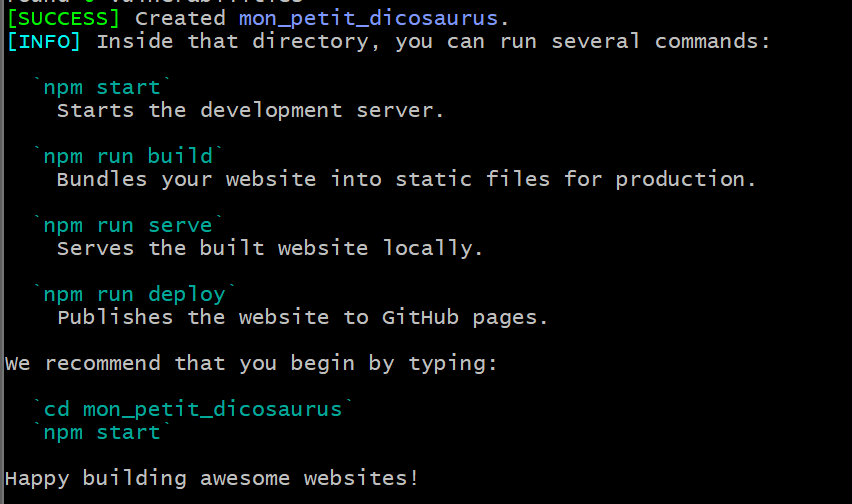 [SUCCESS] Created mon_petit_dicosaurus.
[INFO] Inside that directory, you can run several commands:
`npm start`
Starts the development server.
`npm run build`
Bundles your website into static files for production.
`npm run serve`
Serves the built website locally.
`npm run deploy`
Publishes the website to GitHub pages.
We recommend that you begin by typing:
`cd mon_petit_dicosaurus`
`npm start`
Happy building awesome websites!